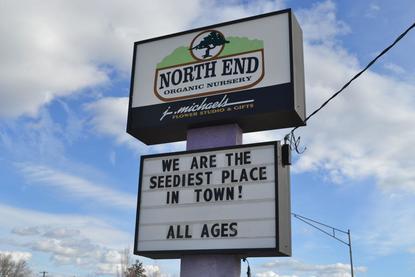 NORTH END
ORGANIC NURSERY
j. michaels
FLOWER STUDIO & GIFTS
WE ARE THE
SEEDIEST PLACE
IN TOWN!
ALL AGES